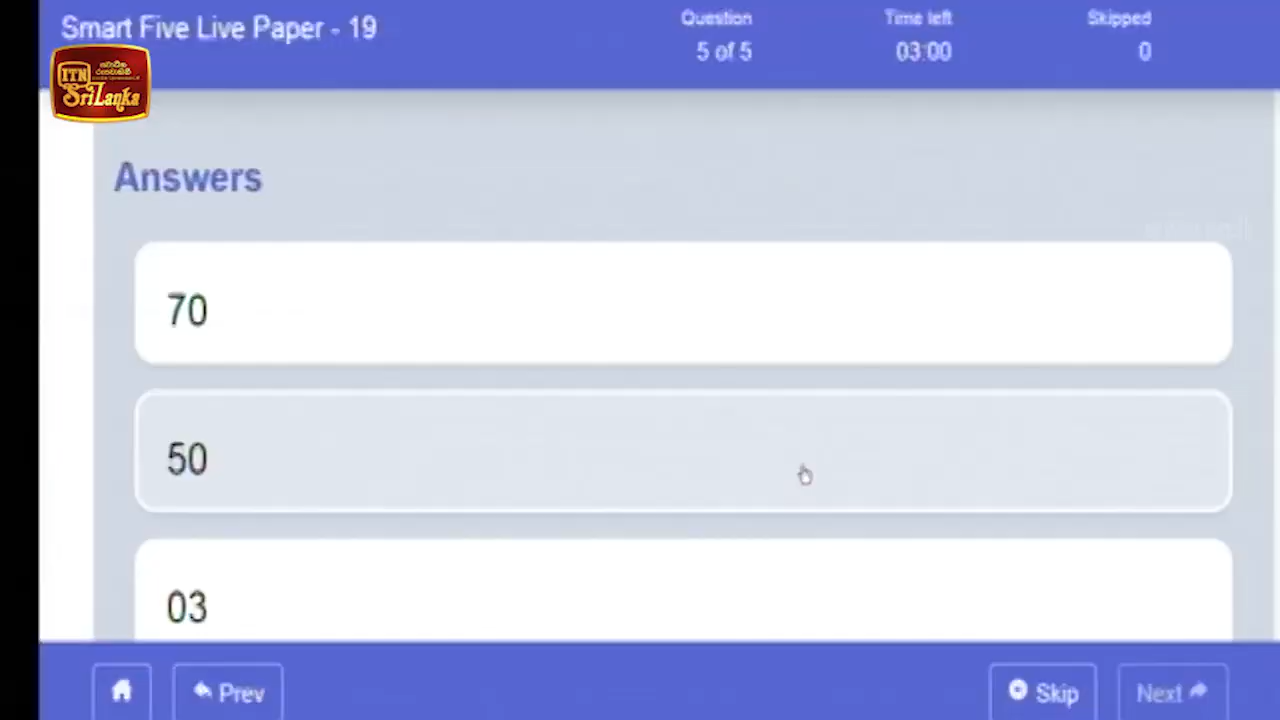 Smart Five Live Paper - 19
Question
5 of 5
Time left
03:00
Skipped
0
ITN
SriLanka
Answers
70
50
03
Prev
Skip
Next